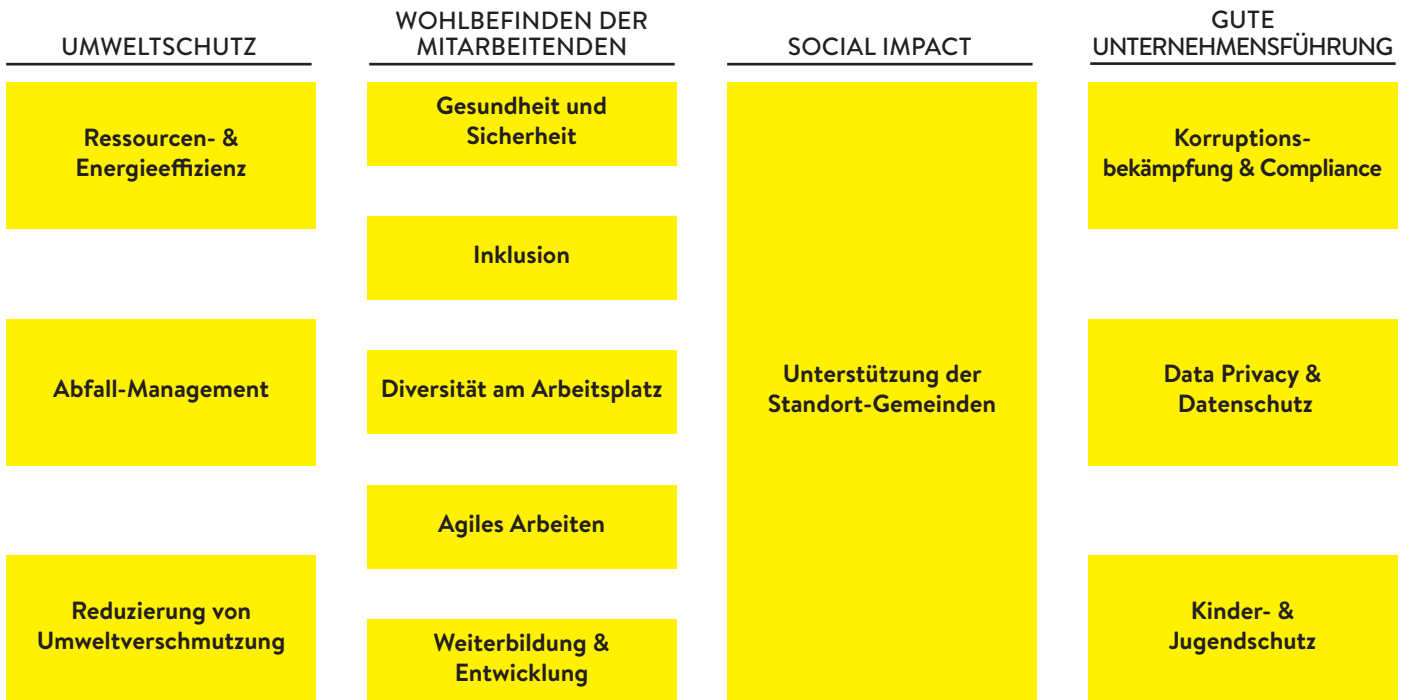 UMWELTSCHUTZ
Ressourcen- &
Energieeffizienz
Abfall-Management
Reduzierung von
Umweltverschmutzung
WOHLBEFINDEN DER
MITARBEITENDEN
Gesundheit und
Sicherheit
Inklusion
Diversität am Arbeitsplatz
Agiles Arbeiten
Weiterbildung &
Entwicklung
SOCIAL IMPACT
Unterstützung der
Standort-Gemeinden
GUTE
UNTERNEHMENSFÜHRUNG
Korruptions-
bekämpfung & Compliance
Data Privacy &
Datenschutz
Kinder- &
Jugendschutz